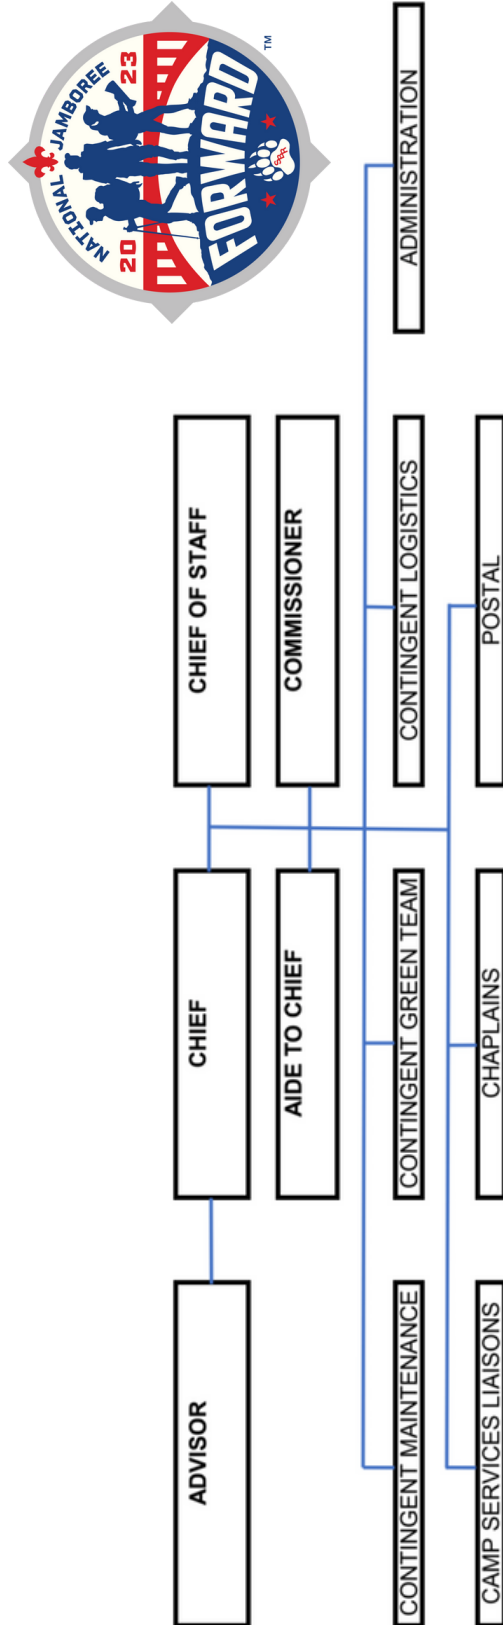 NATIONAL JAMBOREE
20 23
FORWARD
SBR
TM
ADVISOR
CHIEF
CHIEF OF STAFF
AIDE TO CHIEF
COMMISSIONER
CONTINGENT MAINTENANCE
CONTINGENT GREEN TEAM
CONTINGENT LOGISTICS
ADMINISTRATION
CAMP SERVICES LIAISONS
CHAPLAINS
POSTAL